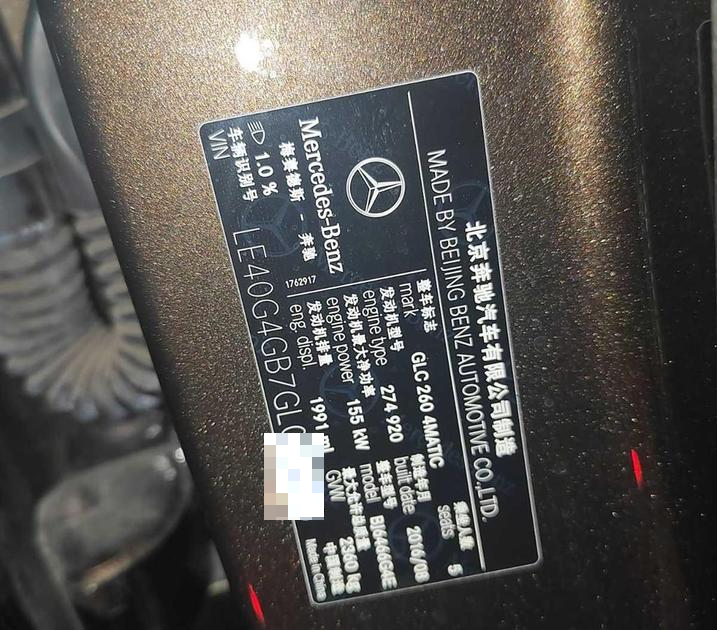 北京奔驰汽车有限公司制造
MADE BY BEIJING BENZ AUTOMOTIVE CO.,LTD.
Mercedes-Benz
梅赛德斯 - 奔驰
1762917
整车标志
mark GLC 260 4MATIC
乘坐人数
seats 5
发动机型号
engine type 274 920
制造年月
built date 2016/08
发动机最大净功率
engine power 155 kW
整车型号
model BJ6466G4E
发动机排量
eng. displ. 1991 ml
最大允许总质量
GVW 2360 kg
1.0 %
中国制造
Made in China
车辆识别号
VIN LE40G4GB7GL